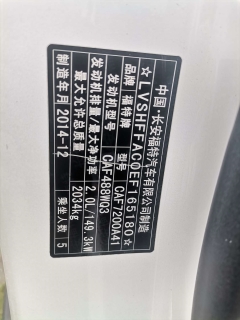 中国·长安福特汽车有限公司制造
☆LVSHFFAC0EF165180☆
品牌 福特牌 型号 CAF7200A41
发动机型号 CAF488WQ3
发动机排量/最大净功率 2.0L/149.3kW
最大允许总质量 2034kg
制造年月 2014-12 乘坐人数 5